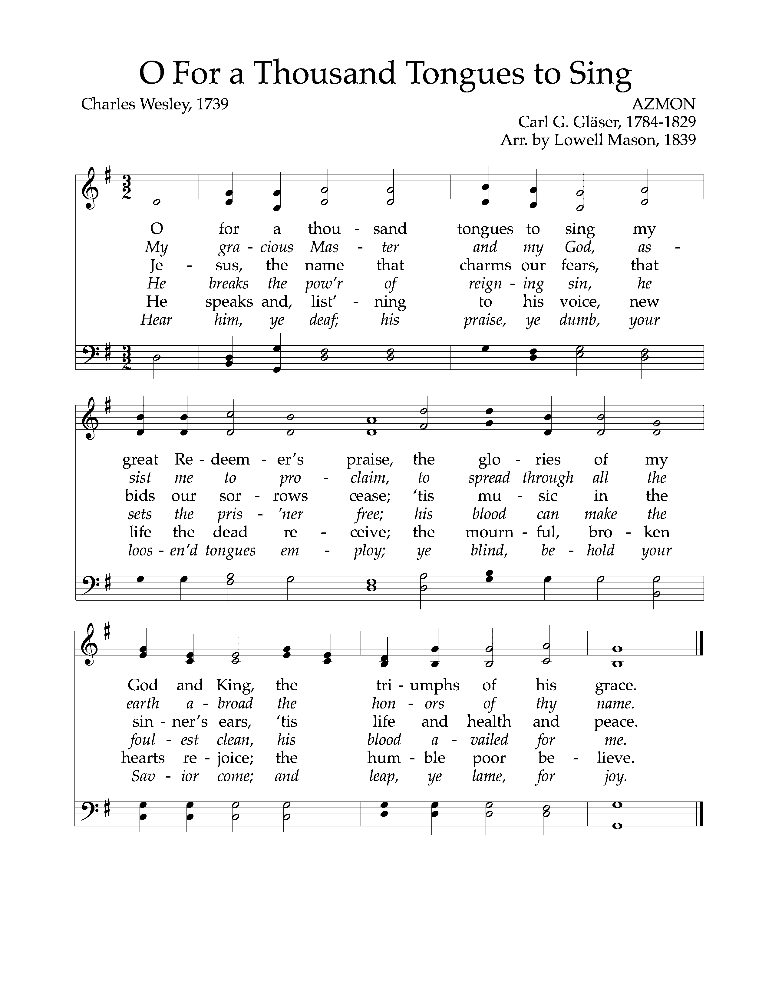 O For a Thousand Tongues to Sing
Charles Wesley, 1739
AZMON
Carl G. Gläser, 1784-1829
Arr. by Lowell Mason, 1839
3
2
O for a thou - sand tongues to sing my
My gra - cious Mas - ter and my God, as -
Je - sus, the name that charms our fears, that
He breaks the pow'r of reign - ing sin, he
He speaks and, list' - ning to his voice, new
Hear him, ye deaf; his praise, ye dumb, your
3
2
great Re - deem - er's praise, the glo - ries of my
sist me to pro - claim, to spread through all the
bids our sor - rows cease; ‘tis mu - sic in the
sets the pris - 'ner free; his blood can make the
life the dead re - ceive; the mourn - ful, bro - ken
loos - en'd tongues em - ploy; ye blind, be - hold your
God and King, the tri - umphs of his grace.
earth a - broad the hon - ors of thy name.
sin - ner's ears, ‘tis life and health and peace.
foul - est clean, his blood a - vailed for me.
hearts re - joice; the hum - ble poor be - lieve.
Sav - ior come; and leap, ye lame, for joy.